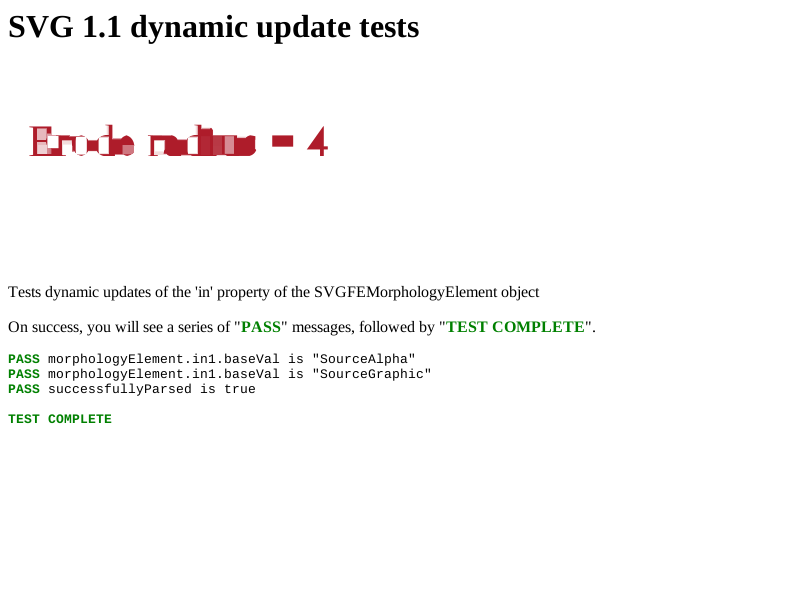 SVG 1.1 dynamic update tests
Erode radius = 4
Tests dynamic updates of the 'in' property of the SVGFEMorphologyElement object
On success, you will see a series of "PASS" messages, followed by "TEST COMPLETE".
PASS morphologyElement.in1.baseVal is "SourceAlpha"
PASS morphologyElement.in1.baseVal is "SourceGraphic"
PASS successfullyParsed is true
TEST COMPLETE